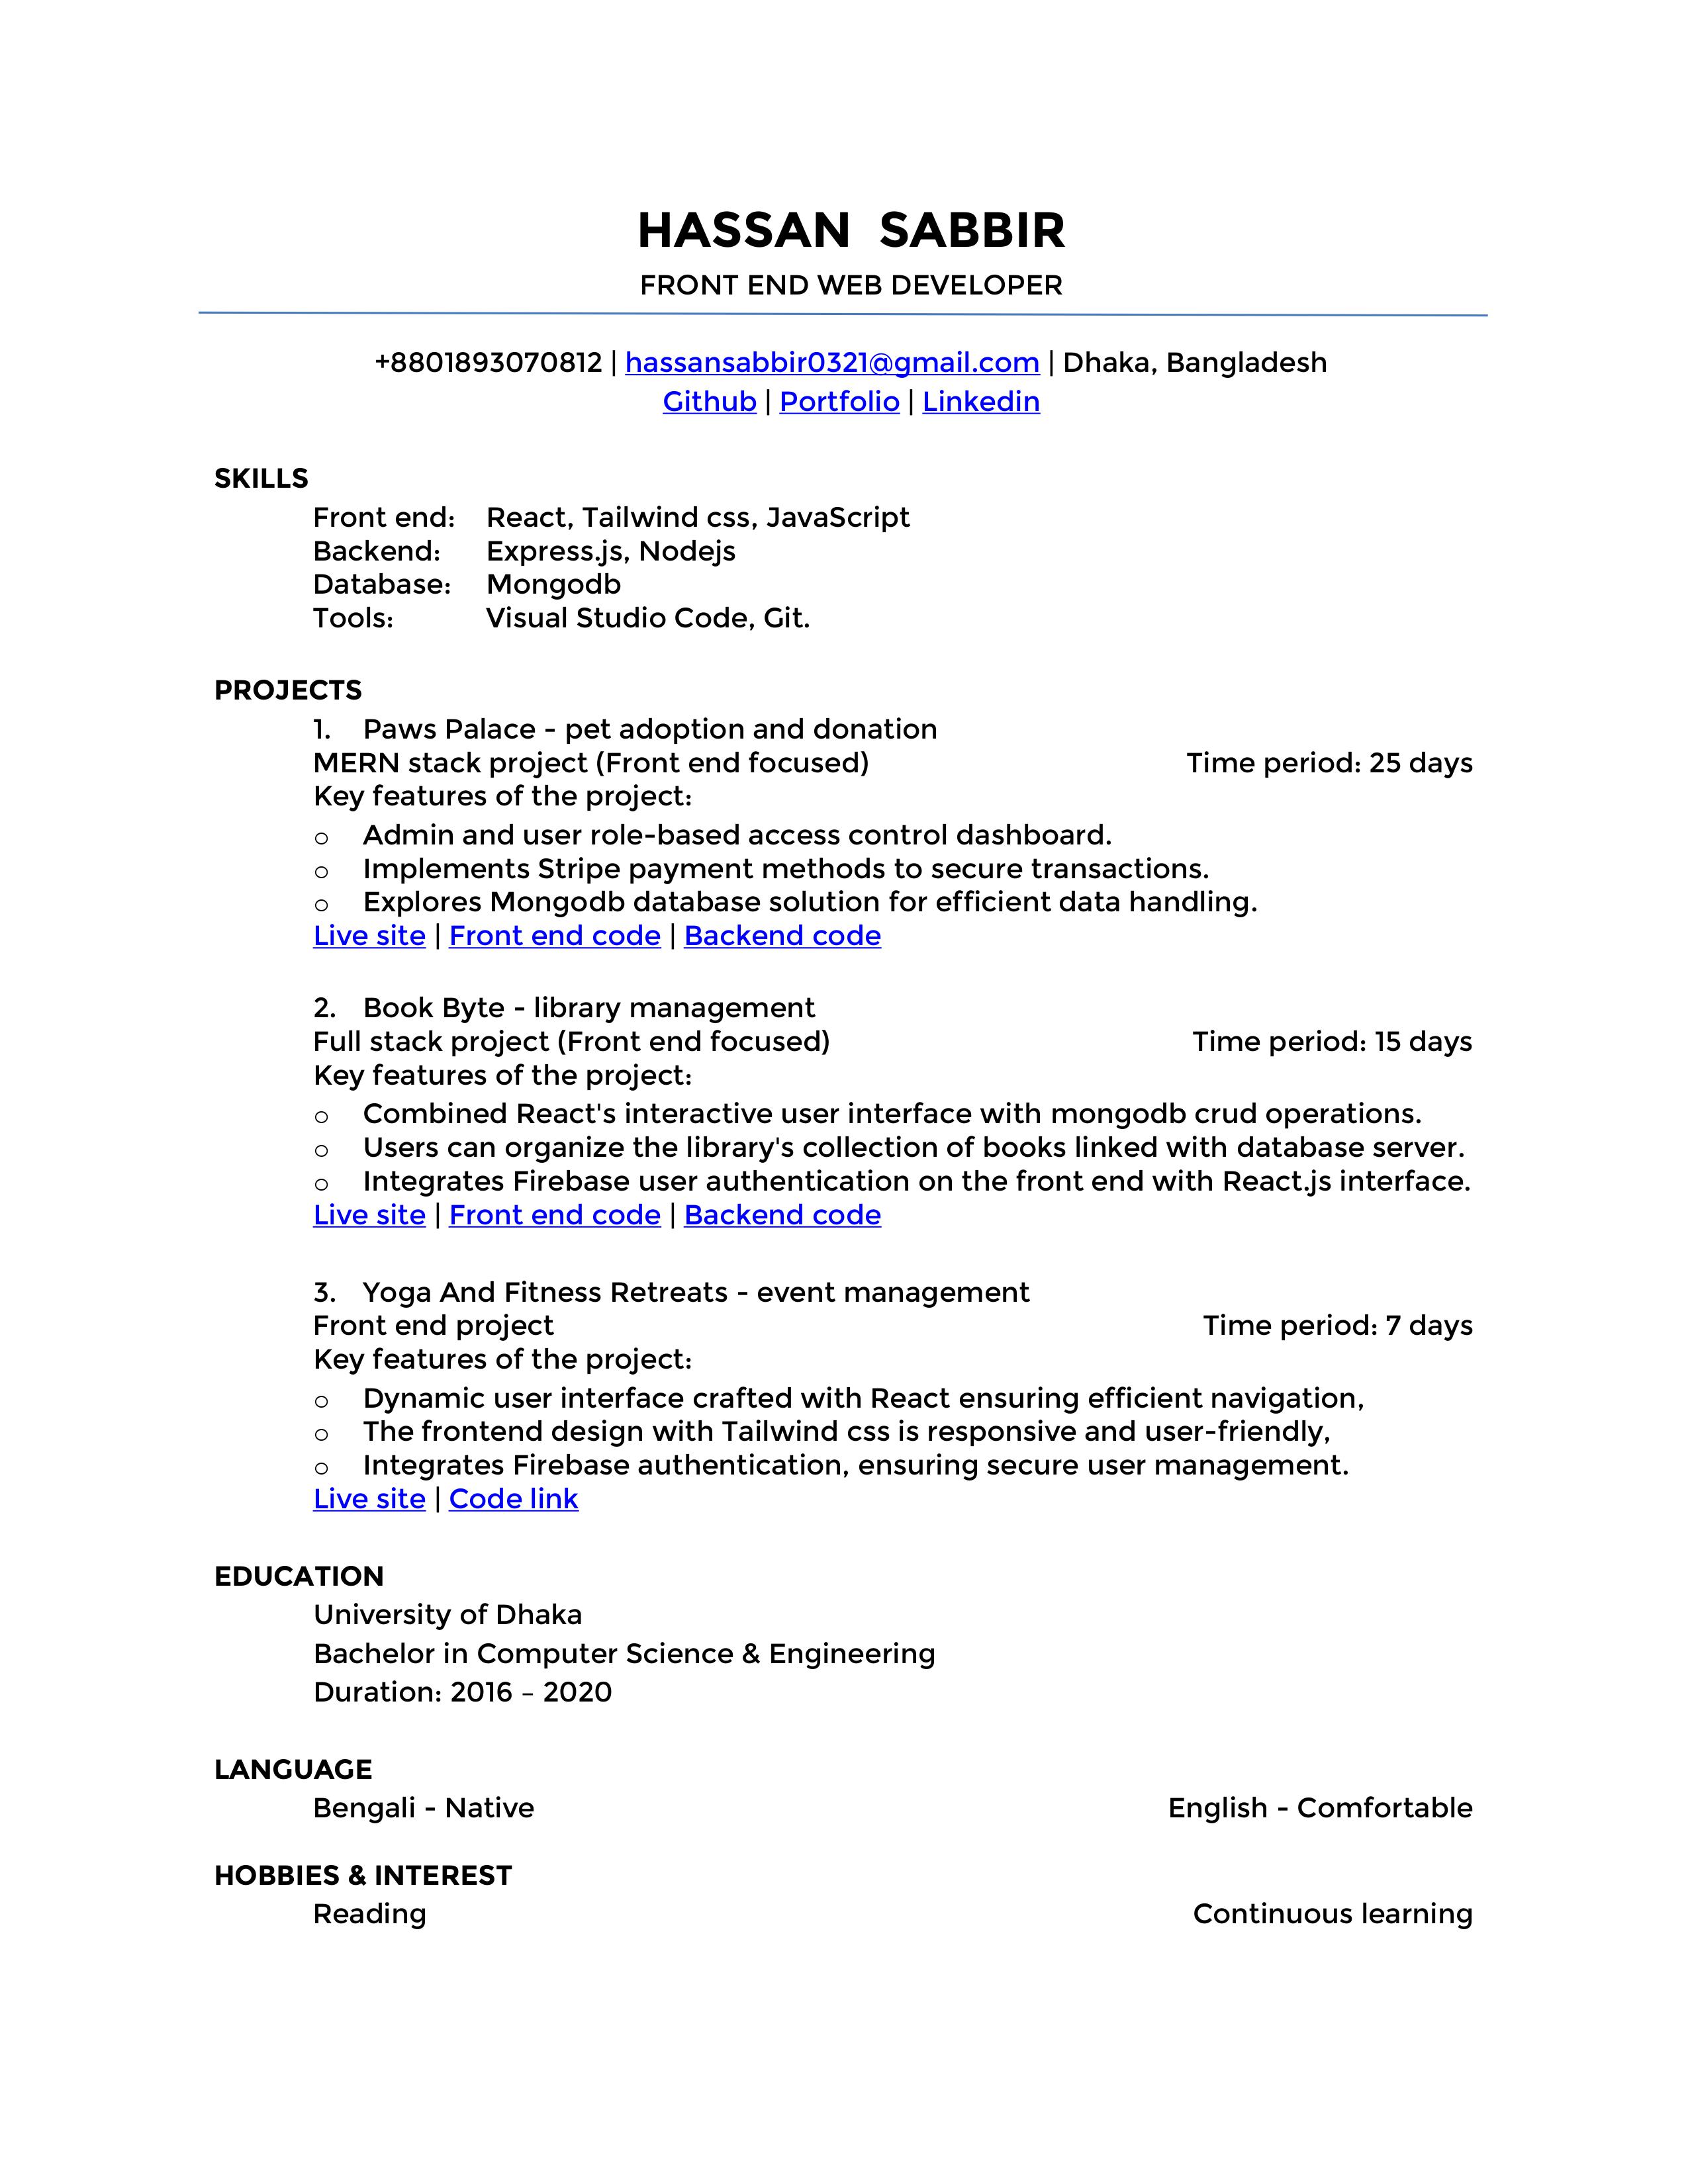 HASSAN SABBIR
FRONT END WEB DEVELOPER
+8801893070812 | hassansabbir0321@gmail.com | Dhaka, Bangladesh
Github | Portfolio | Linkedin
SKILLS
Front end: React, Tailwind css, JavaScript
Backend: Express.js, Nodejs
Database: Mongodb
Tools: Visual Studio Code, Git.
PROJECTS
1. Paws Palace - pet adoption and donation
MERN stack project (Front end focused) Time period: 25 days
Key features of the project:
o Admin and user role-based access control dashboard.
o Implements Stripe payment methods to secure transactions.
o Explores Mongodb database solution for efficient data handling.
Live site | Front end code | Backend code
2. Book Byte - library management
Full stack project (Front end focused) Time period: 15 days
Key features of the project:
o Combined React's interactive user interface with mongodb crud operations.
o Users can organize the library's collection of books linked with database server.
o Integrates Firebase user authentication on the front end with React.js interface.
Live site | Front end code | Backend code
3. Yoga And Fitness Retreats - event management
Front end project Time period: 7 days
Key features of the project:
o Dynamic user interface crafted with React ensuring efficient navigation,
o The frontend design with Tailwind css is responsive and user-friendly,
o Integrates Firebase authentication, ensuring secure user management.
Live site | Code link
EDUCATION
University of Dhaka
Bachelor in Computer Science & Engineering
Duration: 2016 – 2020
LANGUAGE
Bengali - Native English - Comfortable
HOBBIES & INTEREST
Reading Continuous learning